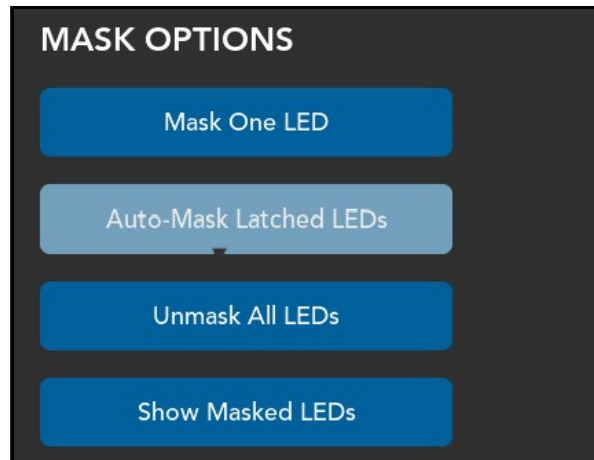 MASK OPTIONS
Mask One LED
Auto-Mask Latched LEDs
Unmask All LEDs
Show Masked LEDs